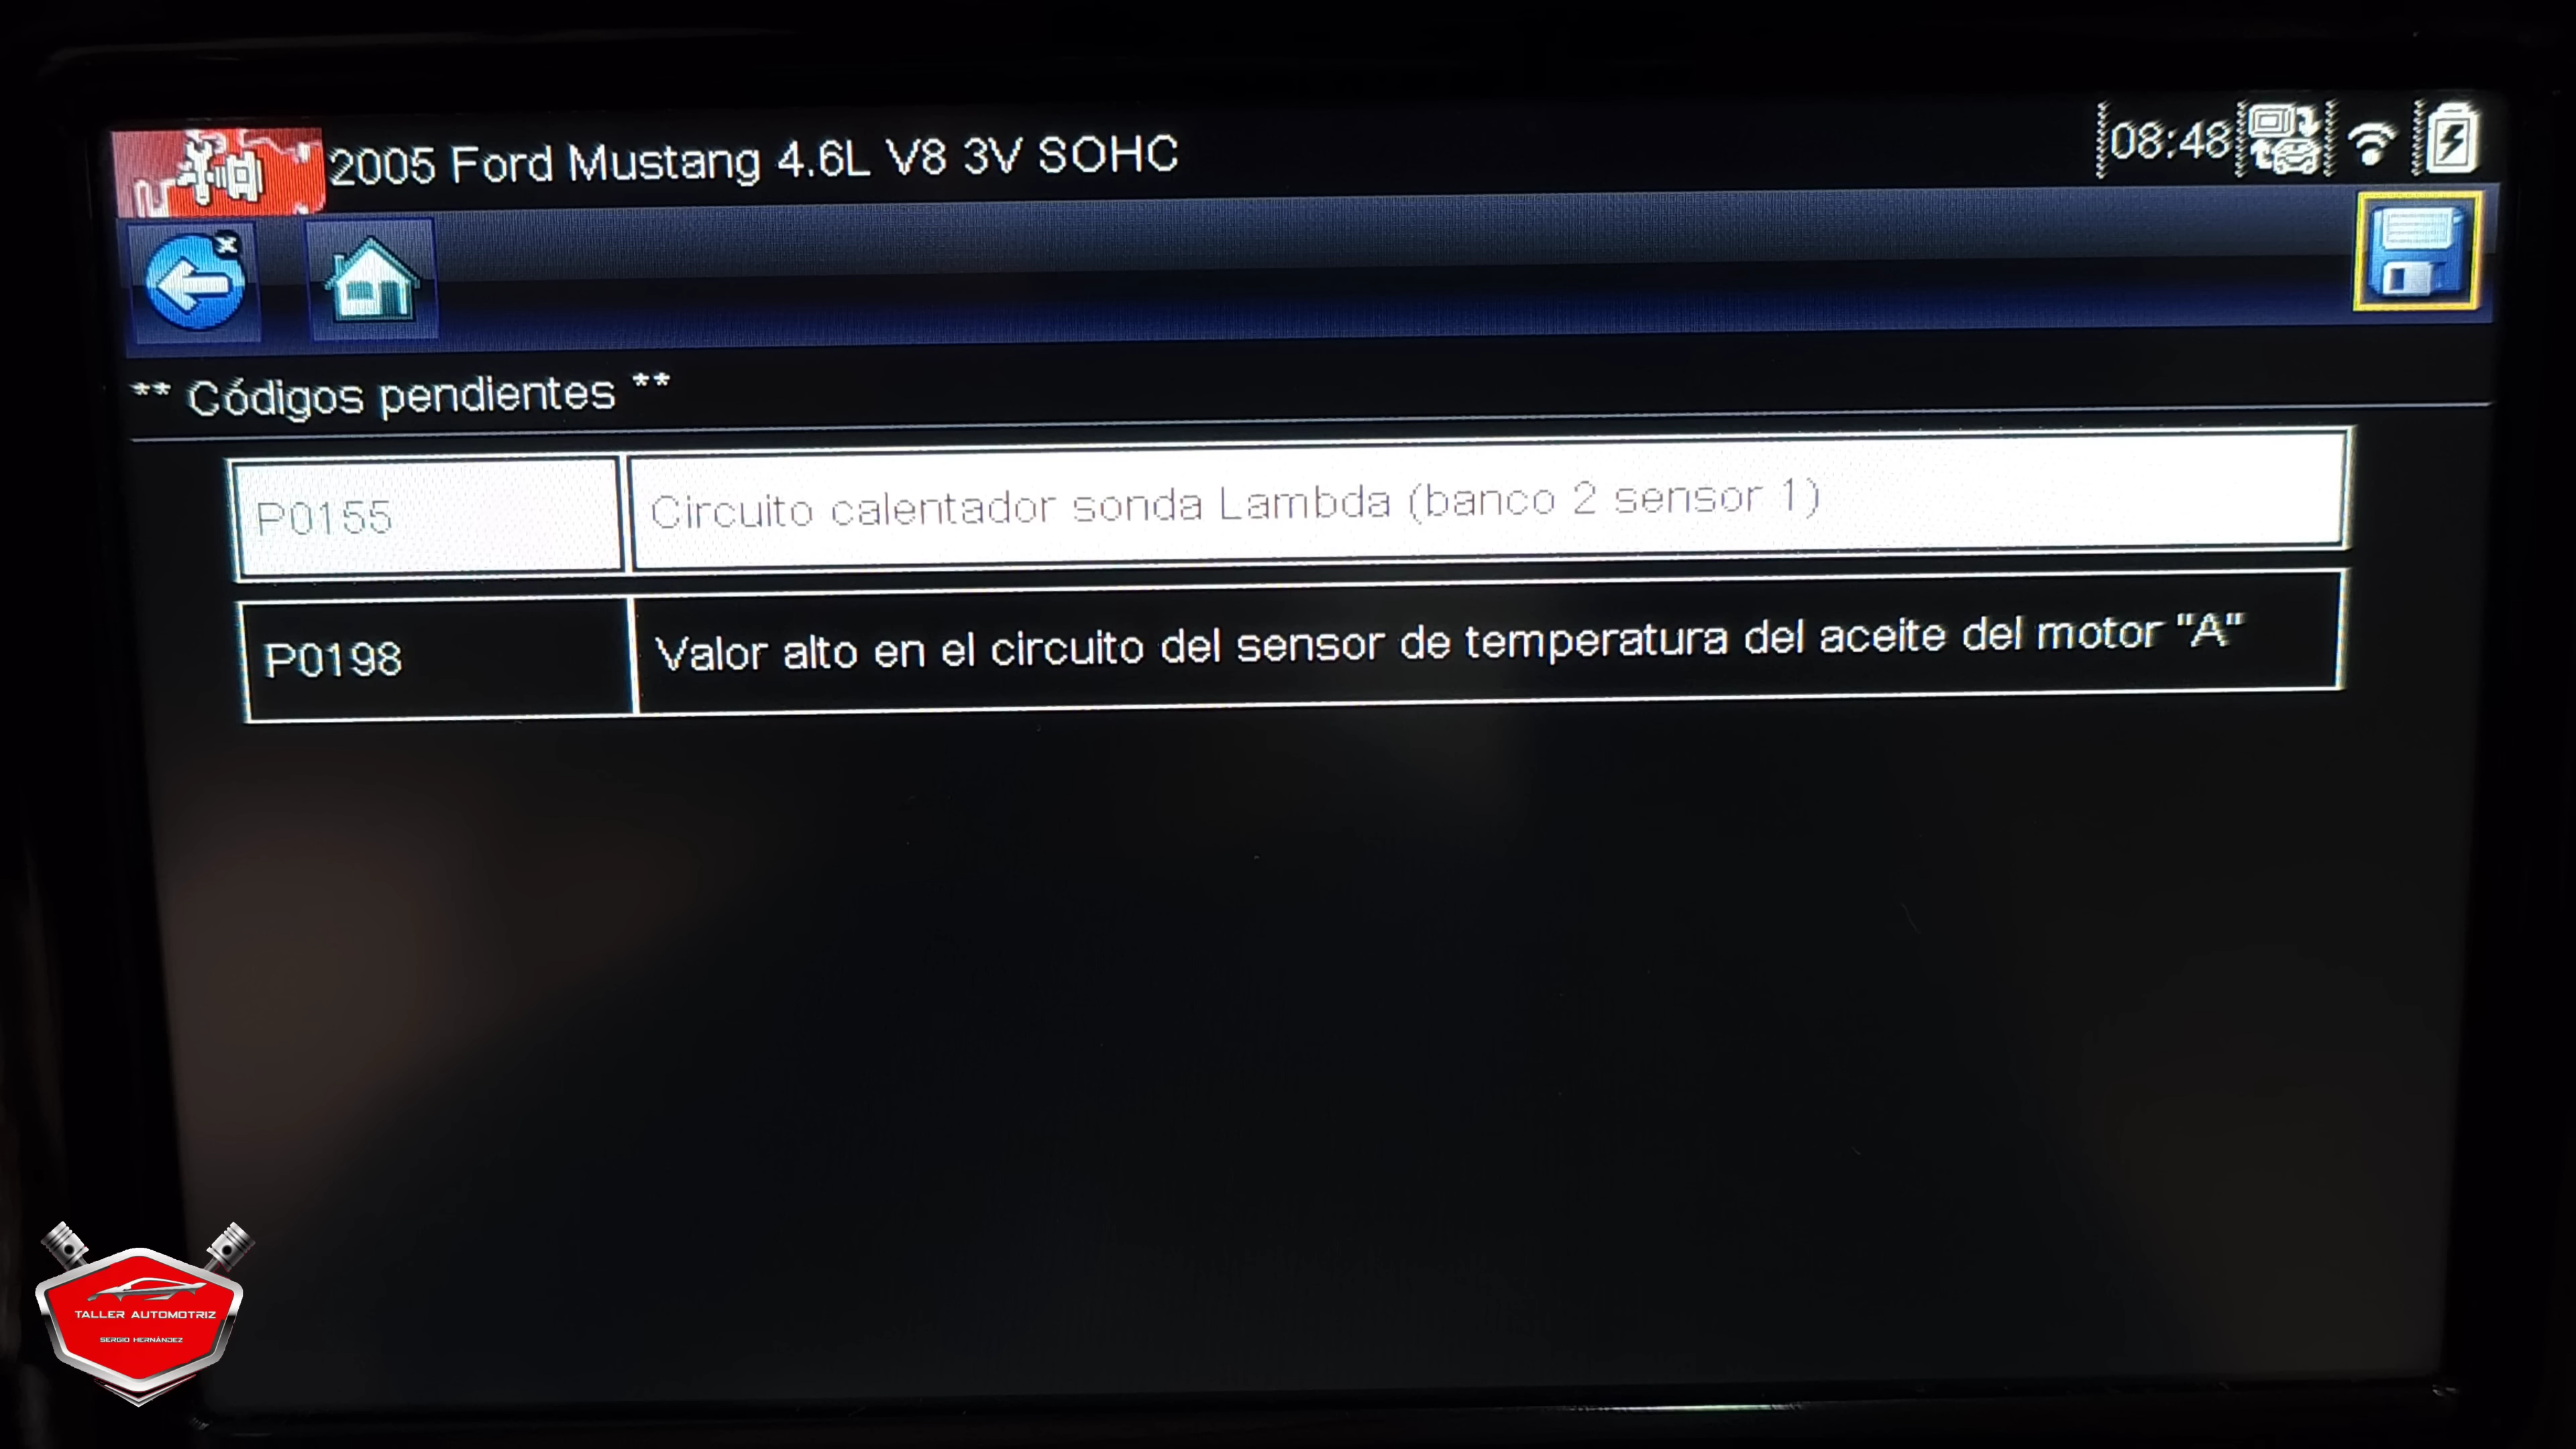 2005 Ford Mustang 4.6L V8 3V SOHC
08:48
** Códigos pendientes **
P0155 Circuito calentador sonda Lambda (banco 2 sensor 1)
P0198 Valor alto en el circuito del sensor de temperatura del aceite del motor "A"
TALLER AUTOMOTRIZ
SERGIO HERNÁNDEZ